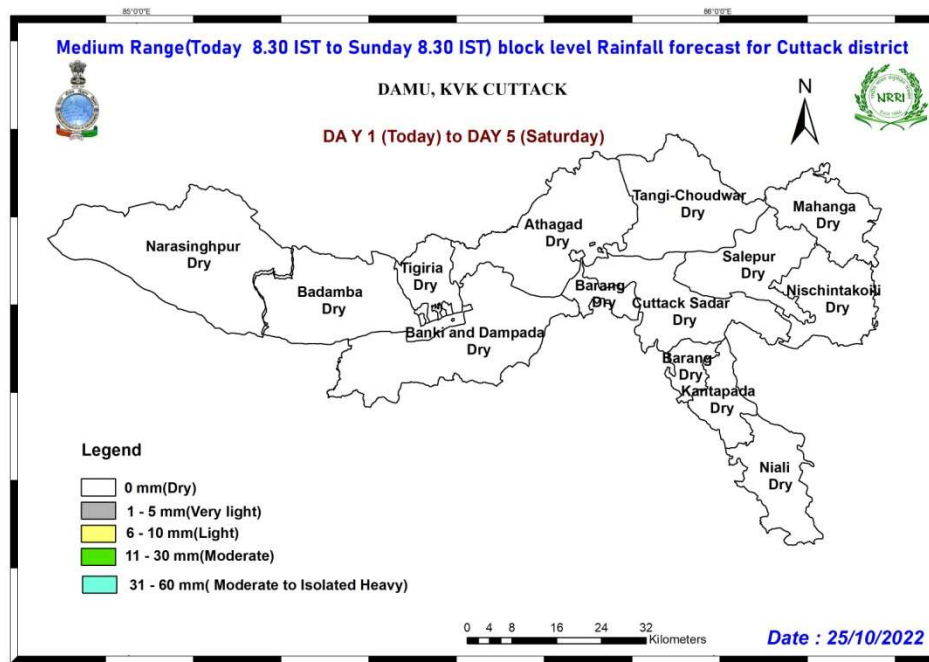 85°0'0"E
86°0'0"E
Medium Range(Today 8.30 IST to Sunday 8.30 IST) block level Rainfall forecast for Cuttack district
DAMU, KVK CUTTACK
N
NRRI
DA Y 1 (Today) to DAY 5 (Saturday)
Narasinghpur
Dry
Badamba
Dry
Tigiria
Dry
Athagad
Dry
Tangi-Choudwar
Dry
Mahanga
Dry
Salepur
Dry
Nischintakoili
Dry
Barang
Dry
Cuttack Sadar
Dry
Banki and Dampada
Dry
Barang
Dry
Kantapada
Dry
Niali
Dry
Legend
0 mm(Dry)
1 - 5 mm(Very light)
6 - 10 mm(Light)
11 - 30 mm(Moderate)
31 - 60 mm( Moderate to Isolated Heavy)
0 2 4 8 16 24 32
Kilometers
Date : 25/10/2022